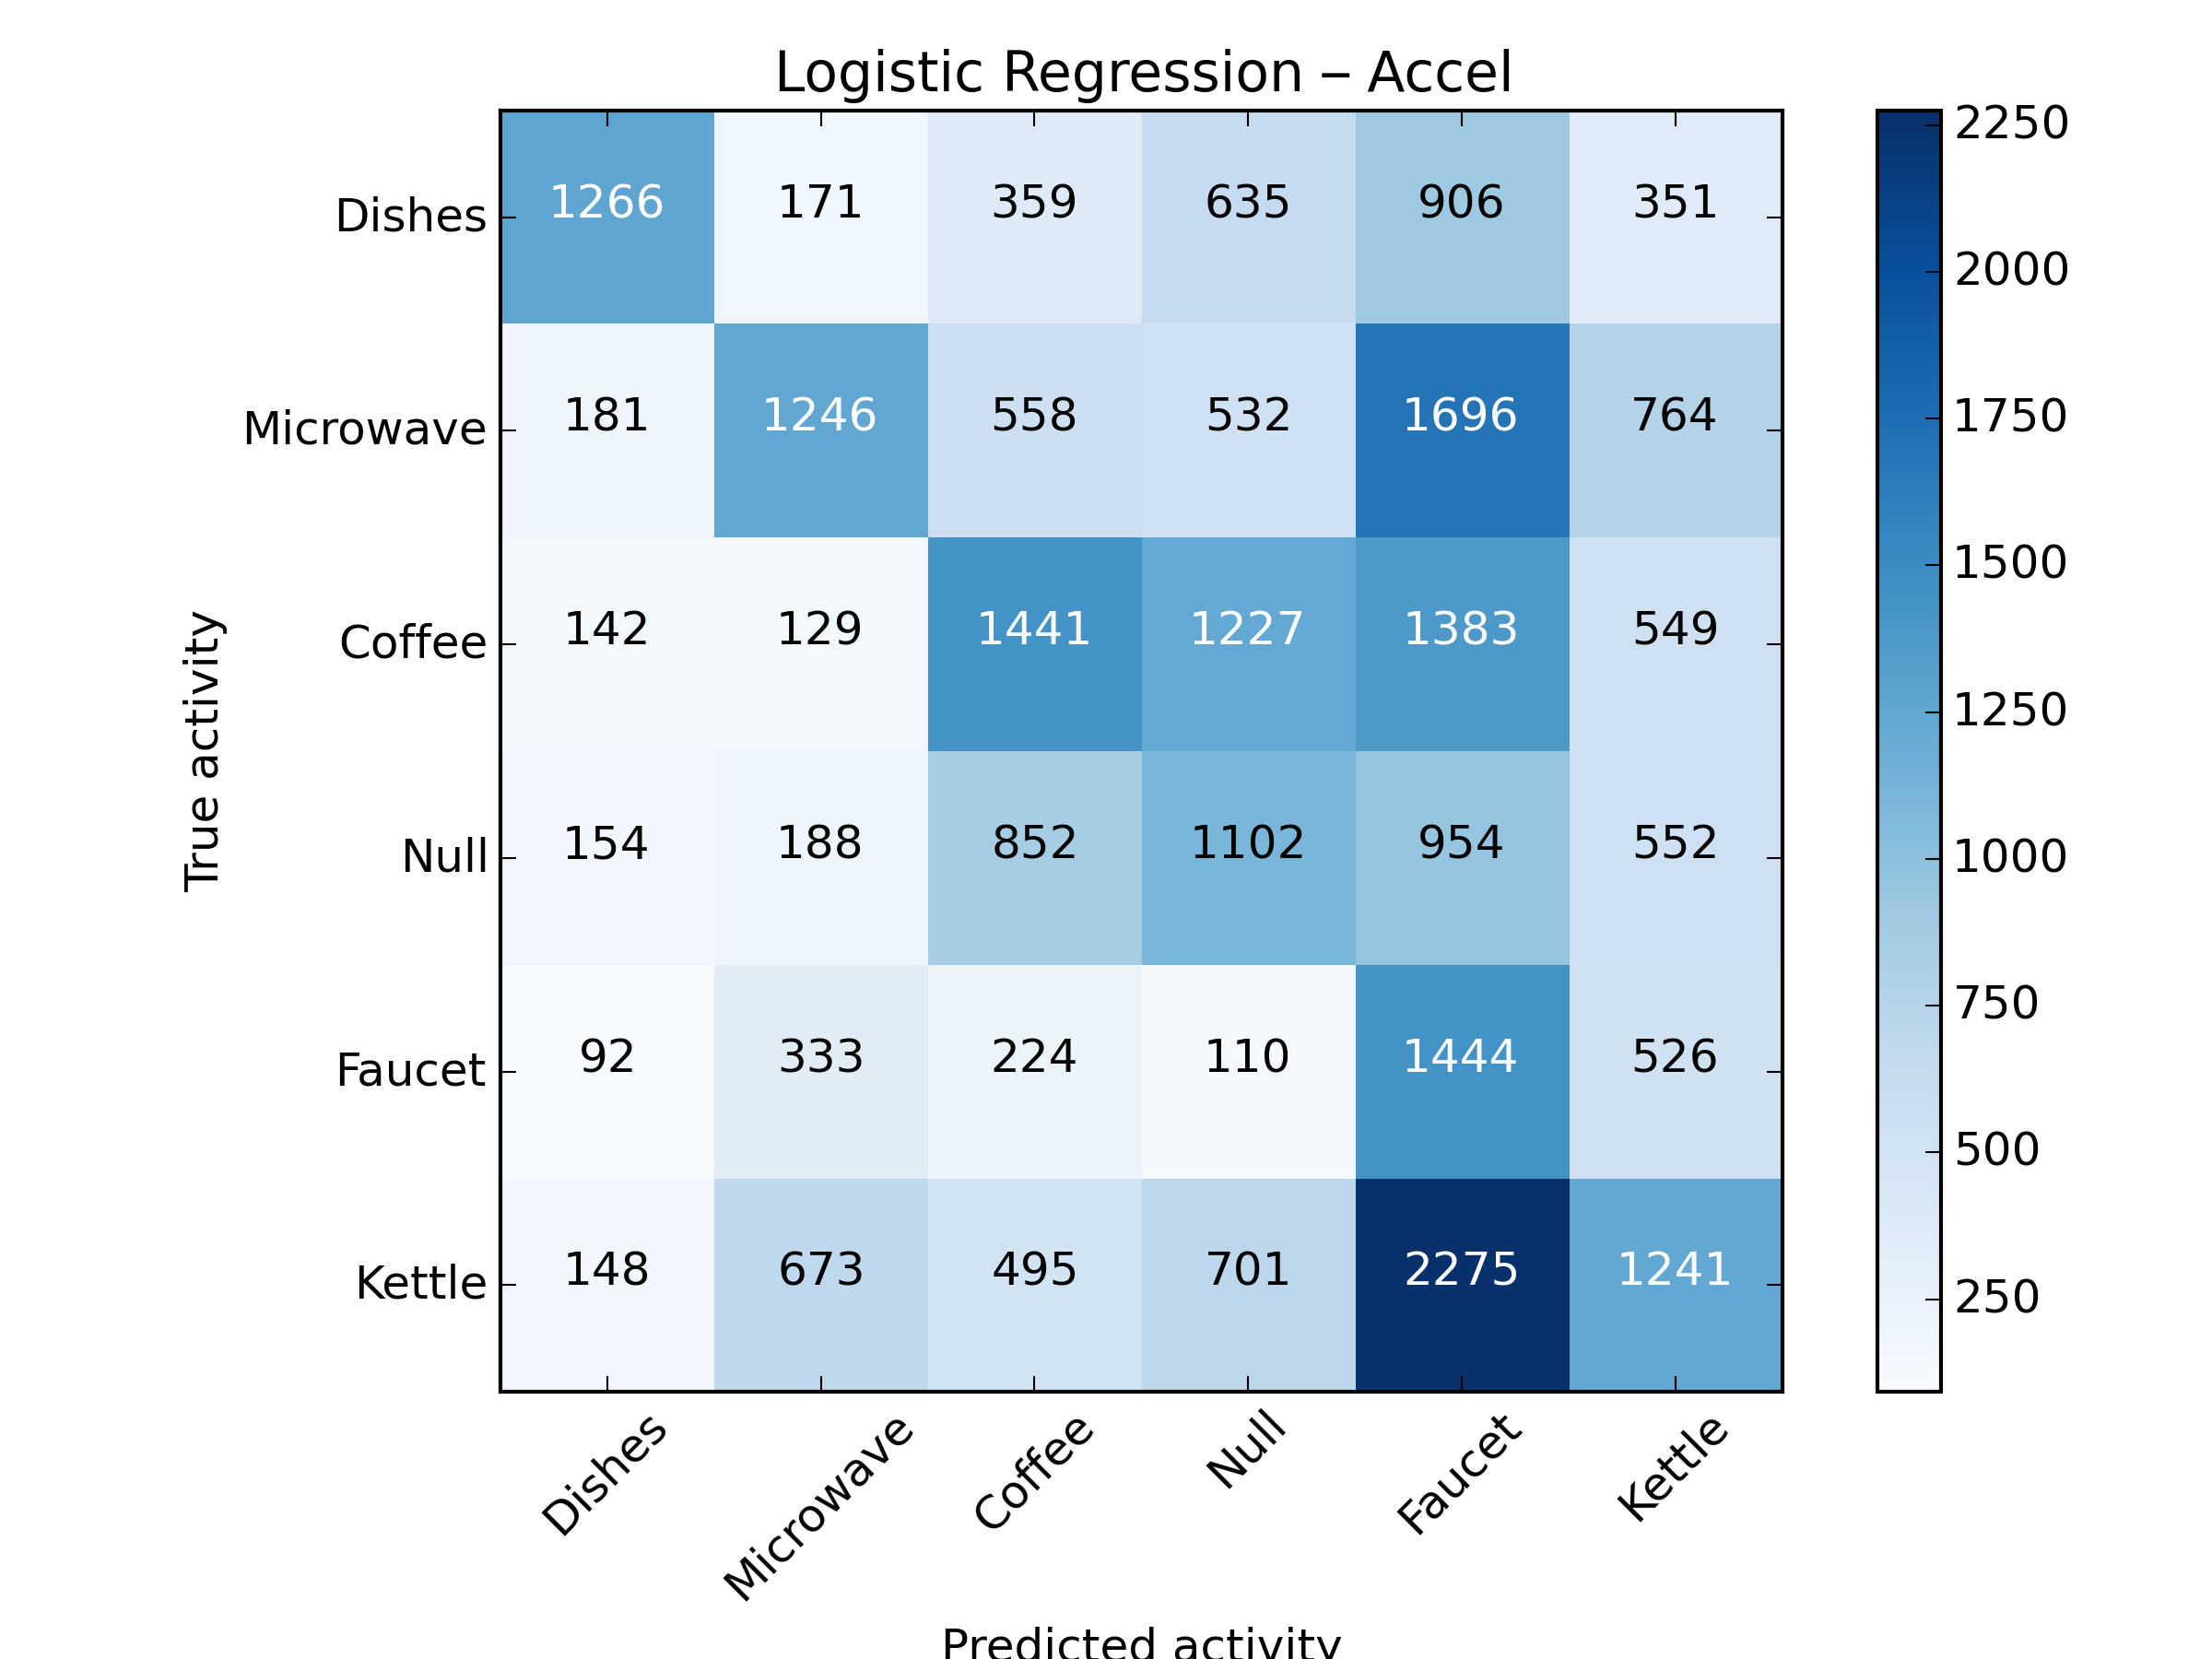 Logistic Regression – Accel
Dishes 1266 171 359 635 906 351
Microwave 181 1246 558 532 1696 764
Coffee 142 129 1441 1227 1383 549
Null 154 188 852 1102 954 552
Faucet 92 333 224 110 1444 526
Kettle 148 673 495 701 2275 1241
True activity
Dishes Microwave Coffee Null Faucet Kettle
Predicted activity
2250
2000
1750
1500
1250
1000
750
500
250